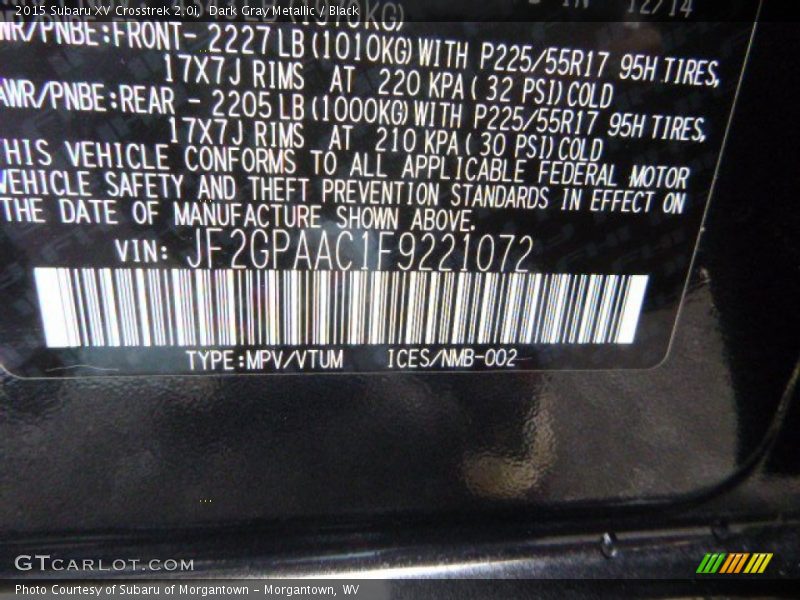 2015 Subaru XV Crosstrek 2.0i, Dark Gray Metallic / Black
12/14
WR/PNBE:FRONT- 2227 LB (1010KG) WITH P225/55R17 95H TIRES,
17X7J RIMS AT 220 KPA ( 32 PSI) COLD
AWR/PNBE:REAR - 2205 LB (1000KG) WITH P225/55R17 95H TIRES,
17X7J RIMS AT 210 KPA ( 30 PSI) COLD
HIS VEHICLE CONFORMS TO ALL APPLICABLE FEDERAL MOTOR
VEHICLE SAFETY AND THEFT PREVENTION STANDARDS IN EFFECT ON
THE DATE OF MANUFACTURE SHOWN ABOVE.
VIN: JF2GPAAC1F9221072
TYPE:MPV/VTUM ICES/NMB-002
GTCARLOT.COM
Photo Courtesy of Subaru of Morgantown - Morgantown, WV